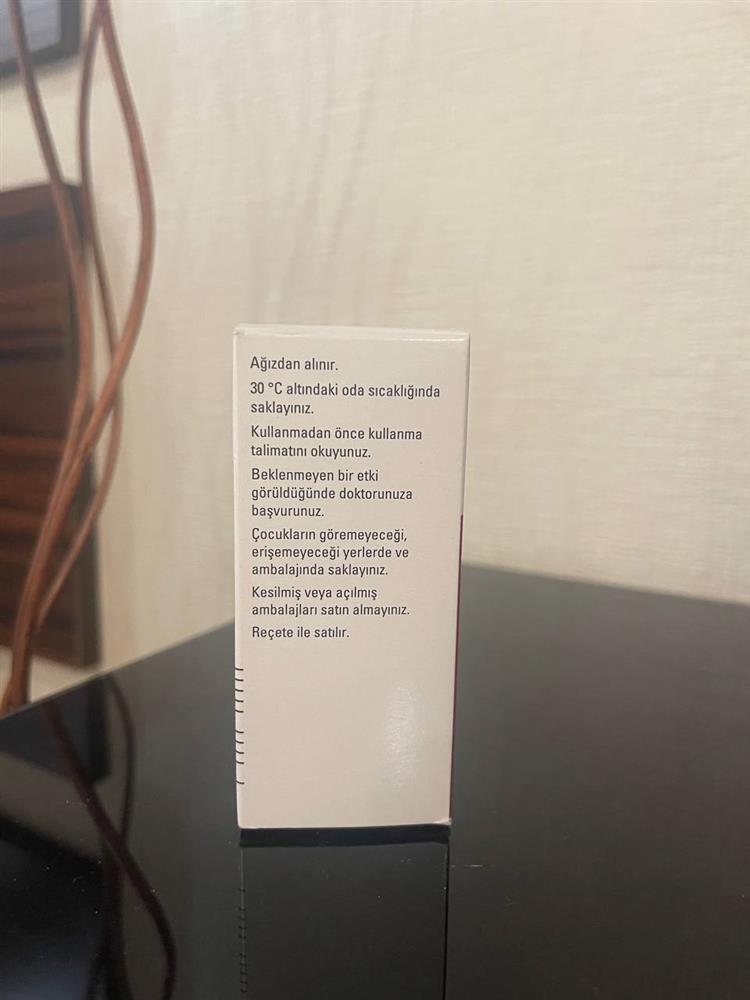 Ağızdan alınır.
30 °C altındaki oda sıcaklığında
saklayınız.
Kullanmadan önce kullanma
talimatını okuyunuz.
Beklenmeyen bir etki
görüldüğünde doktorunuza
başvurunuz.
Çocukların göremeyeceği,
erişemeyeceği yerlerde ve
ambalajında saklayınız.
Kesilmiş veya açılmış
ambalajları satın almayınız.
Reçete ile satılır.